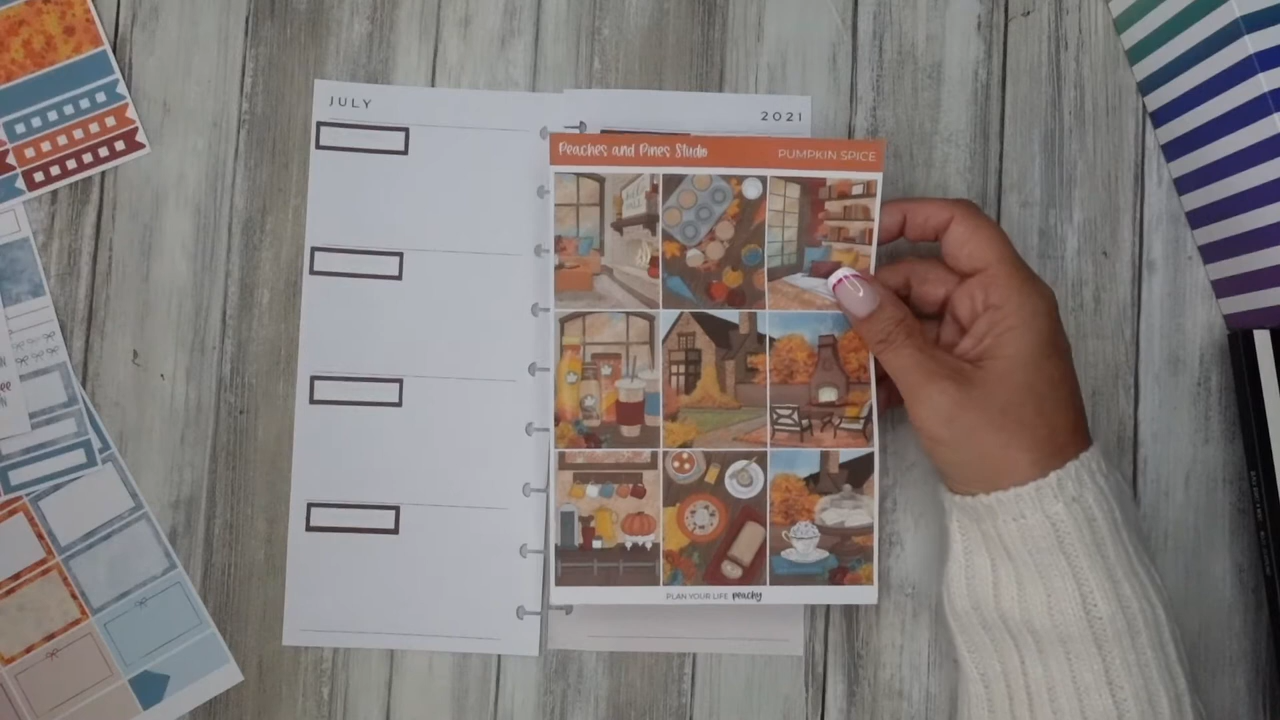 JULY
2021
Peaches and Pines Studio
PUMPKIN SPICE
PLAN YOUR LIFE peachy